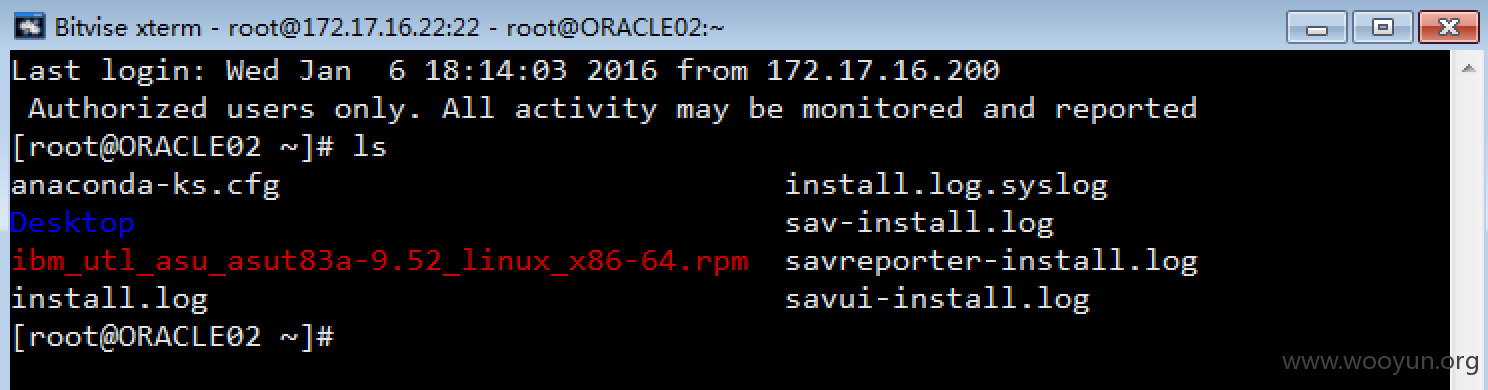 Bitvise xterm - root@172.17.16.22:22 - root@ORACLE02:~
Last login: Wed Jan  6 18:14:03 2016 from 172.17.16.200
 Authorized users only. All activity may be monitored and reported
[root@ORACLE02 ~]# ls
anaconda-ks.cfg                               install.log.syslog
Desktop                                       sav-install.log
ibm_utl_asu_asut83a-9.52_linux_x86-64.rpm  savreporter-install.log
install.log                                   savui-install.log
[root@ORACLE02 ~]#
www.wooyun.org